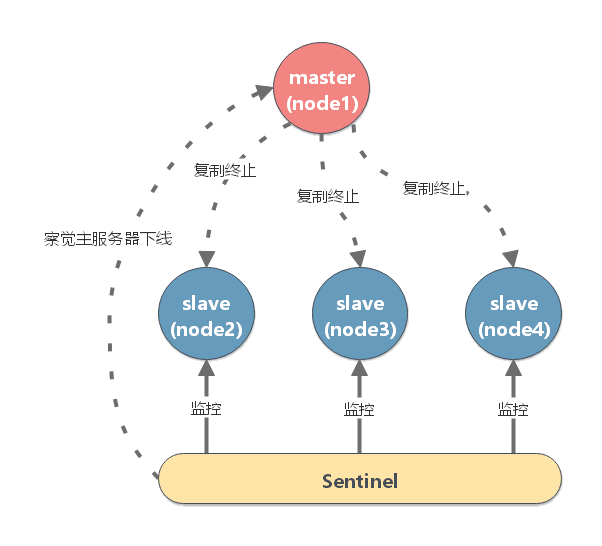 master
(node1)
复制终止
复制终止
复制终止
察觉主服务器下线
slave
(node2)
slave
(node3)
slave
(node4)
监控
监控
监控
Sentinel